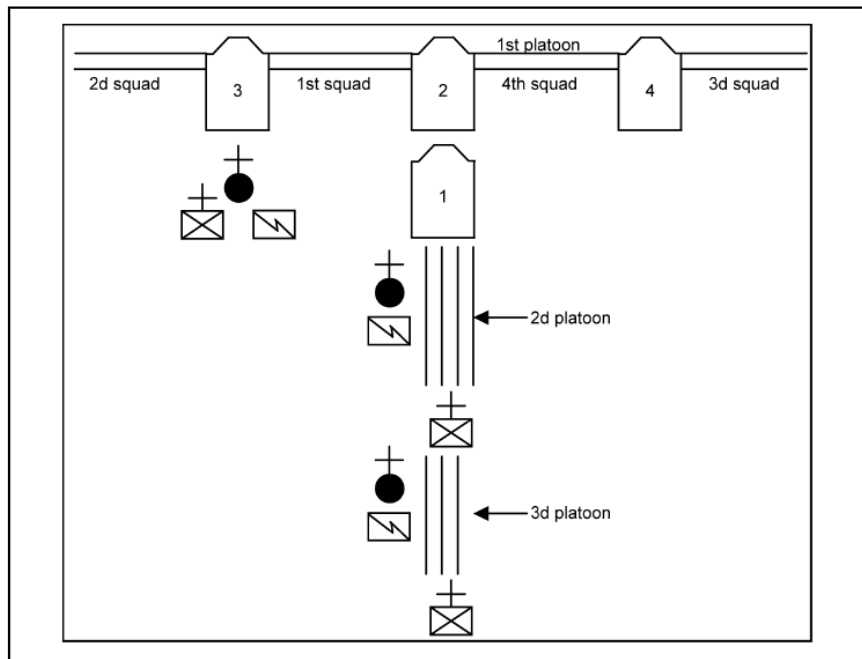 1st platoon
2d squad
3
1st squad
2
4th squad
4
3d squad
1
2d platoon
3d platoon